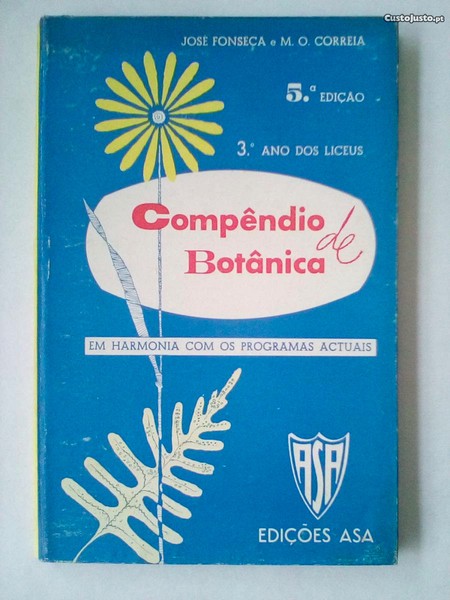 CustoJusto.pt
JOSÉ FONSECA e M. O. CORREIA
5.ª EDIÇÃO
3.º ANO DOS LICEUS
Compêndio de
Botânica
EM HARMONIA COM OS PROGRAMAS ACTUAIS
ASA
EDIÇÕES ASA